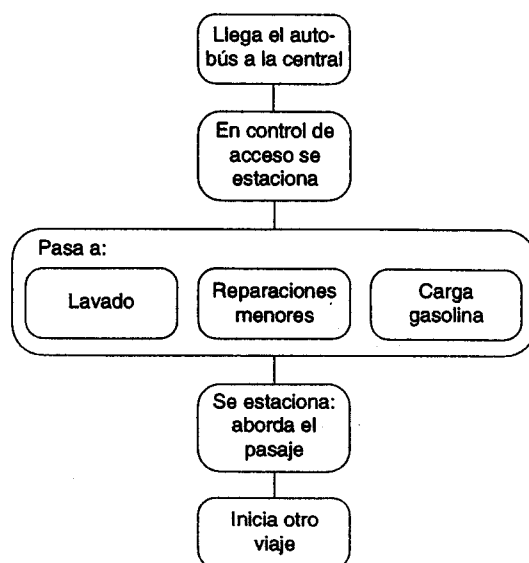 Llega el auto-
bús a la central
En control de
acceso se
estaciona
Pasa a:
Lavado
Reparaciones
menores
Carga
gasolina
Se estaciona:
aborda el
pasaje
Inicia otro
viaje